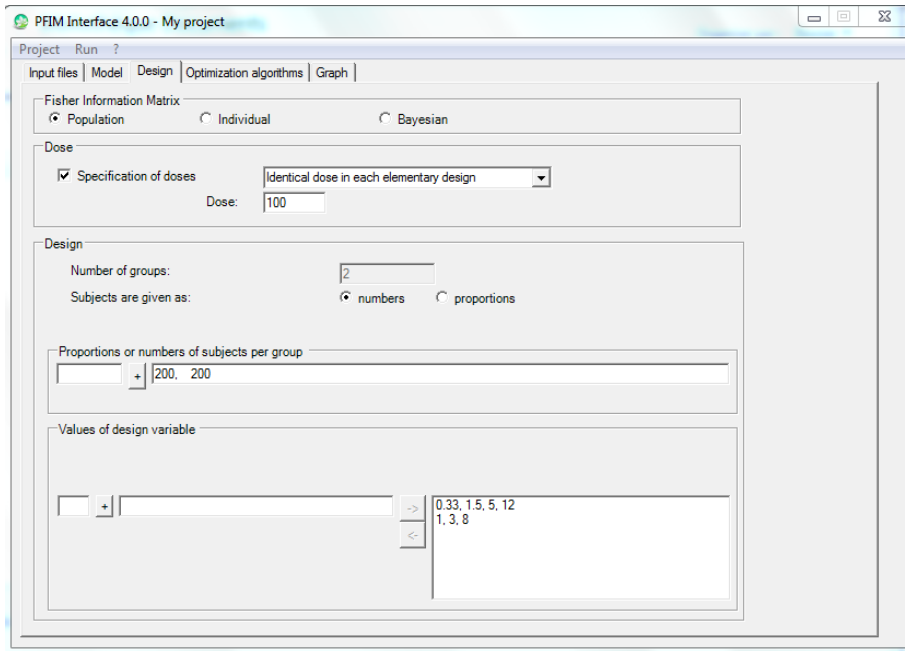 PFIM Interface 4.0.0 - My project
Project Run ?
Input files Model Design Optimization algorithms Graph
Fisher Information Matrix
Population Individual Bayesian
Dose
Specification of doses Identical dose in each elementary design
Dose: 100
Design
Number of groups: 2
Subjects are given as: numbers proportions
Proportions or numbers of subjects per group
+ 200, 200
Values of design variable
+ -> 0.33, 1.5, 5, 12
1, 3, 8
<-